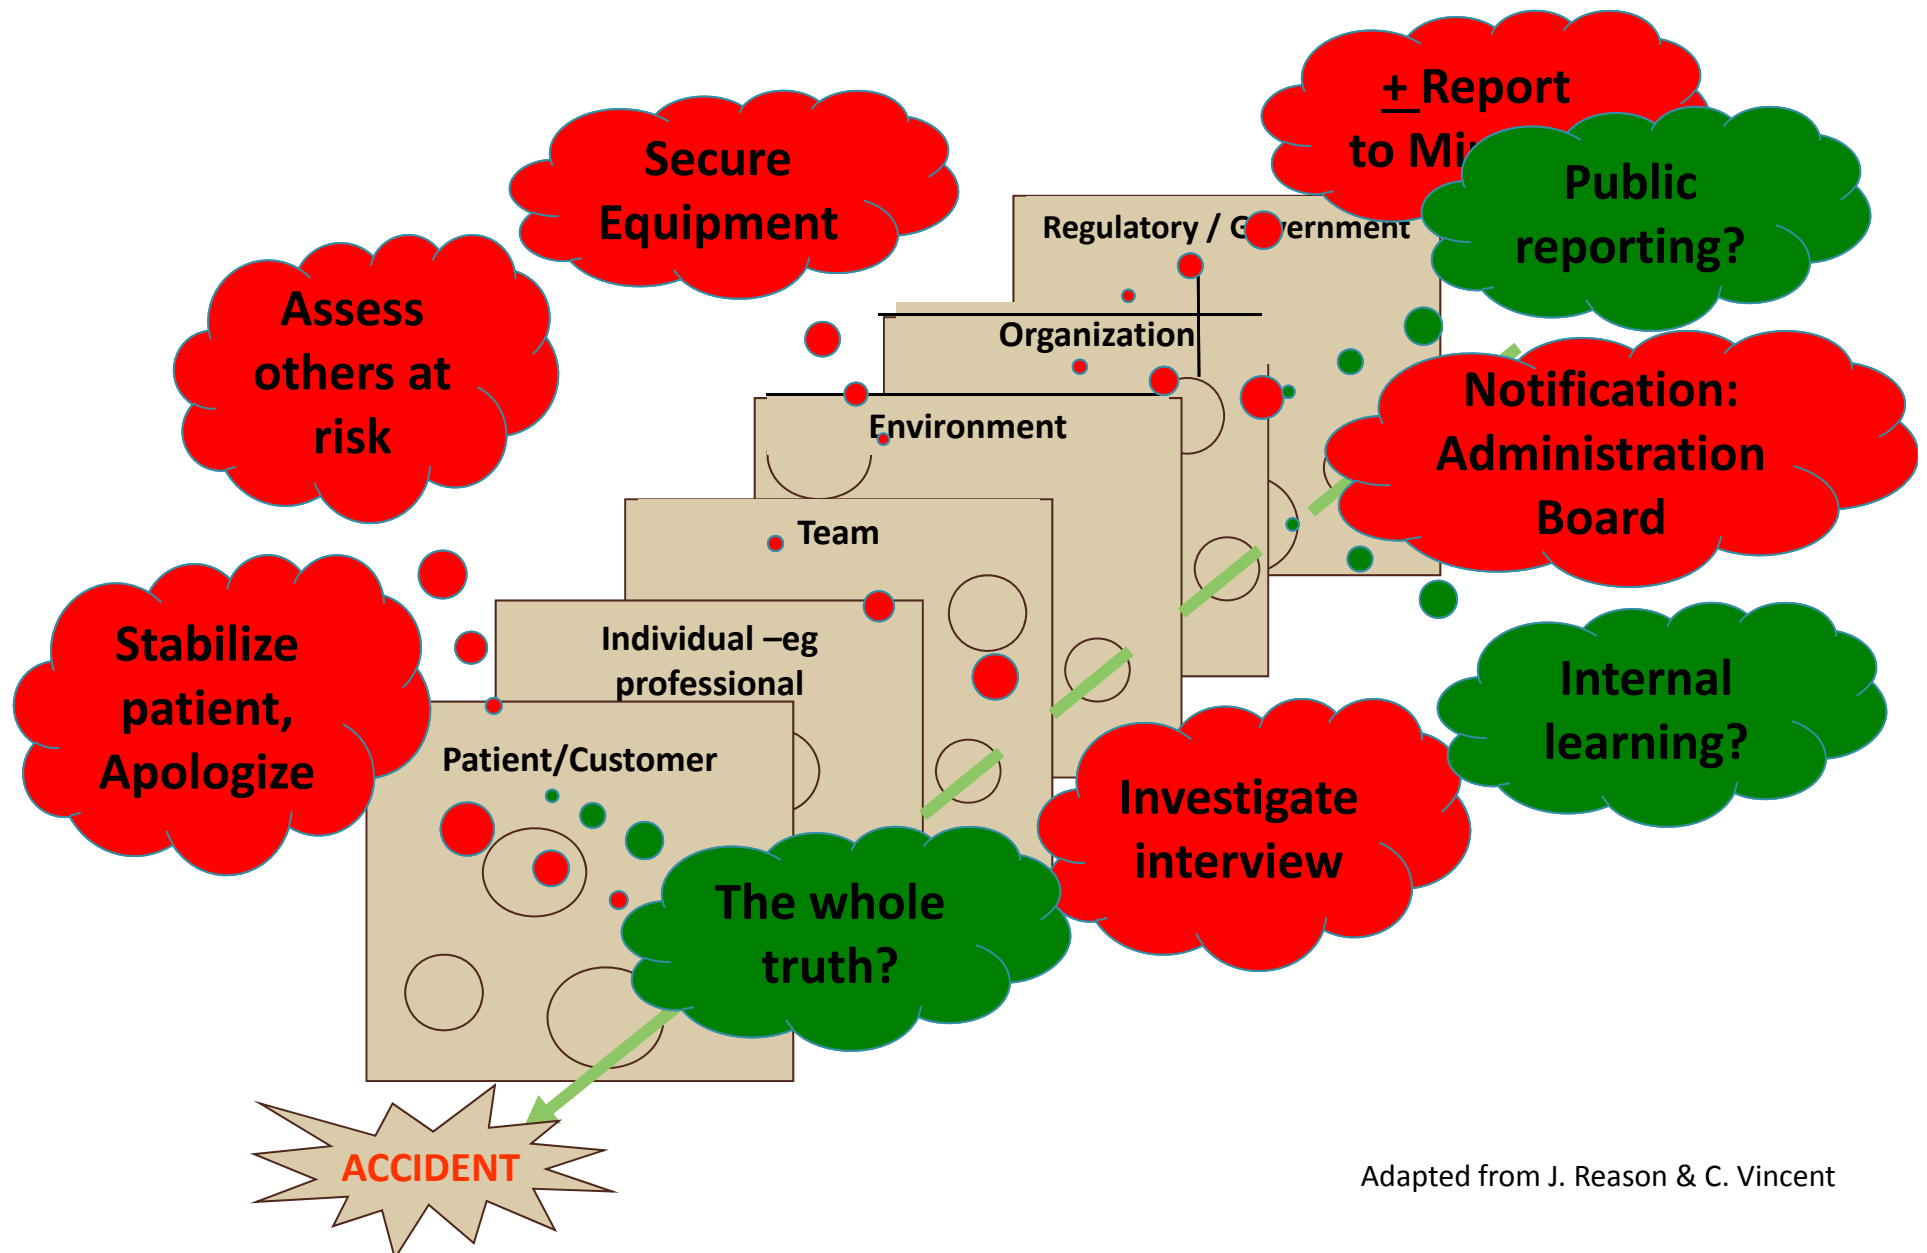 ± Report
to Mi
Public
reporting?
Secure
Equipment
Regulatory / Government
Assess
others at
risk
Organization
Notification:
Administration
Board
Environment
Team
Stabilize
patient,
Apologize
Individual –eg
professional
Internal
learning?
Patient/Customer
Investigate
interview
The whole
truth?
ACCIDENT
Adapted from J. Reason & C. Vincent